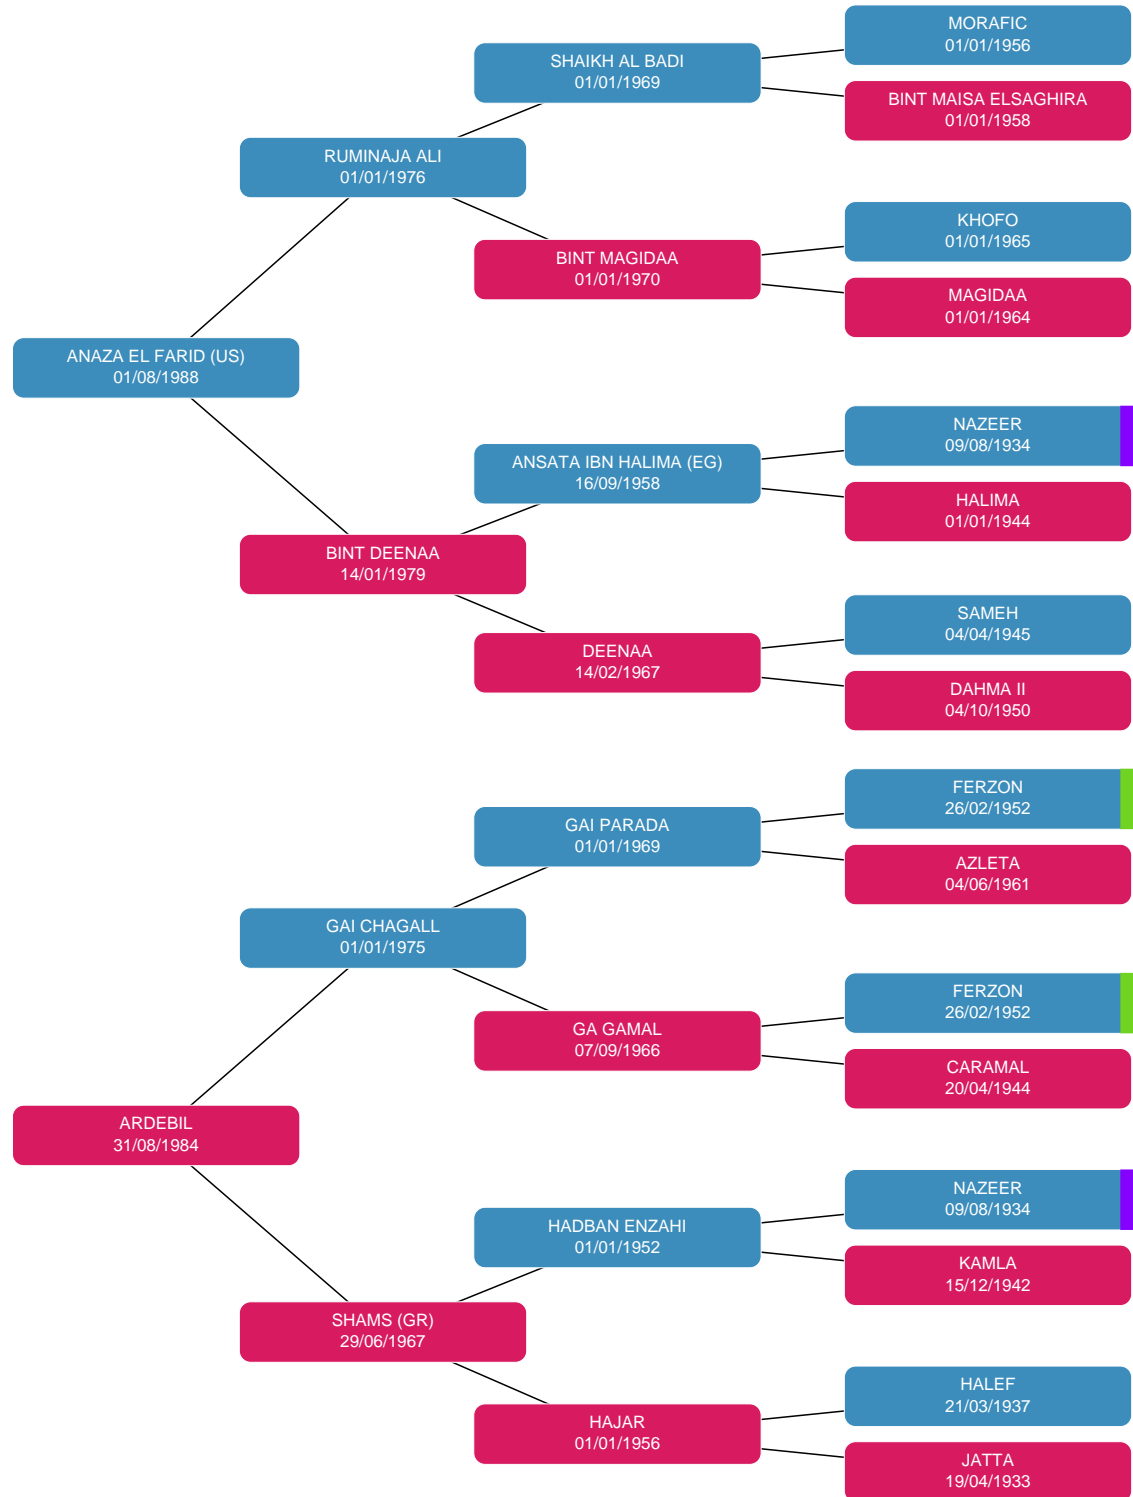 MORAFIC
01/01/1956
SHAIKH AL BADI
01/01/1969
BINT MAISA ELSAGHIRA
01/01/1958
RUMINAJA ALI
01/01/1976
KHOFO
01/01/1965
BINT MAGIDAA
01/01/1970
MAGIDAA
01/01/1964
ANAZA EL FARID (US)
01/08/1988
NAZEER
09/08/1934
ANSATA IBN HALIMA (EG)
16/09/1958
HALIMA
01/01/1944
BINT DEENAA
14/01/1979
SAMEH
04/04/1945
DEENAA
14/02/1967
DAHMA II
04/10/1950
FERZON
26/02/1952
GAI PARADA
01/01/1969
AZLETA
04/06/1961
GAI CHAGALL
01/01/1975
FERZON
26/02/1952
GA GAMAL
07/09/1966
CARAMAL
20/04/1944
ARDEBIL
31/08/1984
NAZEER
09/08/1934
HADBAN ENZAHI
01/01/1952
KAMLA
15/12/1942
SHAMS (GR)
29/06/1967
HALEF
21/03/1937
HAJAR
01/01/1956
JATTA
19/04/1933